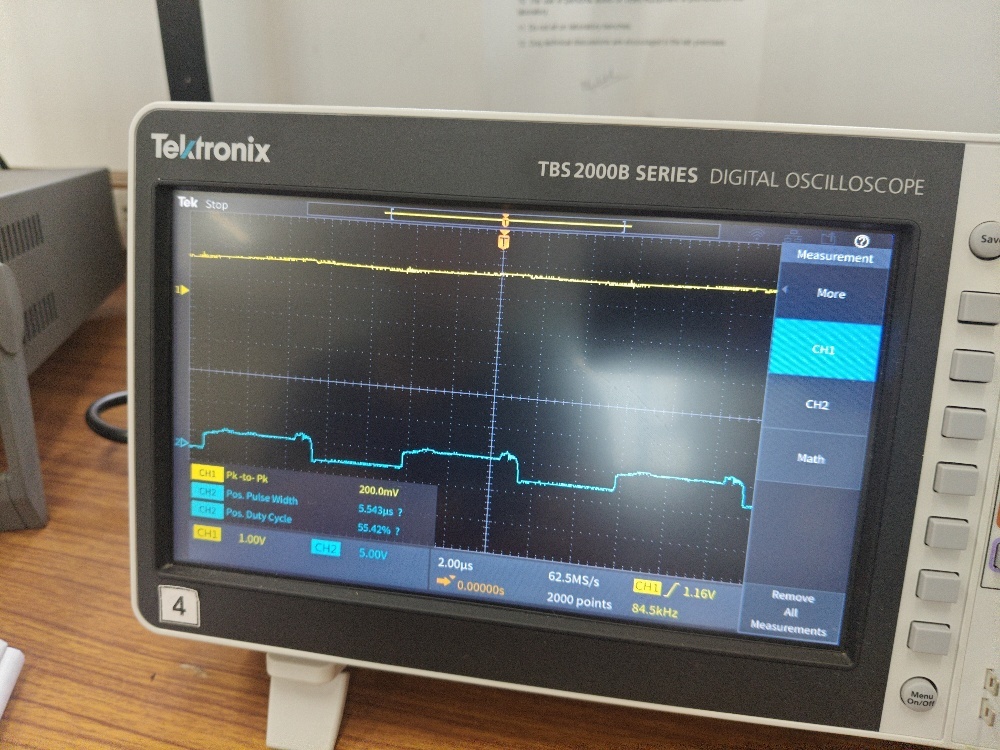 Tektronix
TBS 2000B SERIES DIGITAL OSCILLOSCOPE
Tek Stop
T
T
?
Save
Measurement
More
CH1
CH2
Math
1
2
CH1 Pk-to-Pk 200.0mV
CH2 Pos. Pulse Width 5.543µs ?
CH2 Pos. Duty Cycle 55.42% ?
CH1 1.00V CH2 5.00V
2.00µs 62.5MS/s CH1 1.16V
0.00000s 2000 points 84.5kHz
Remove
All
Measurements
4
Menu
On/Off